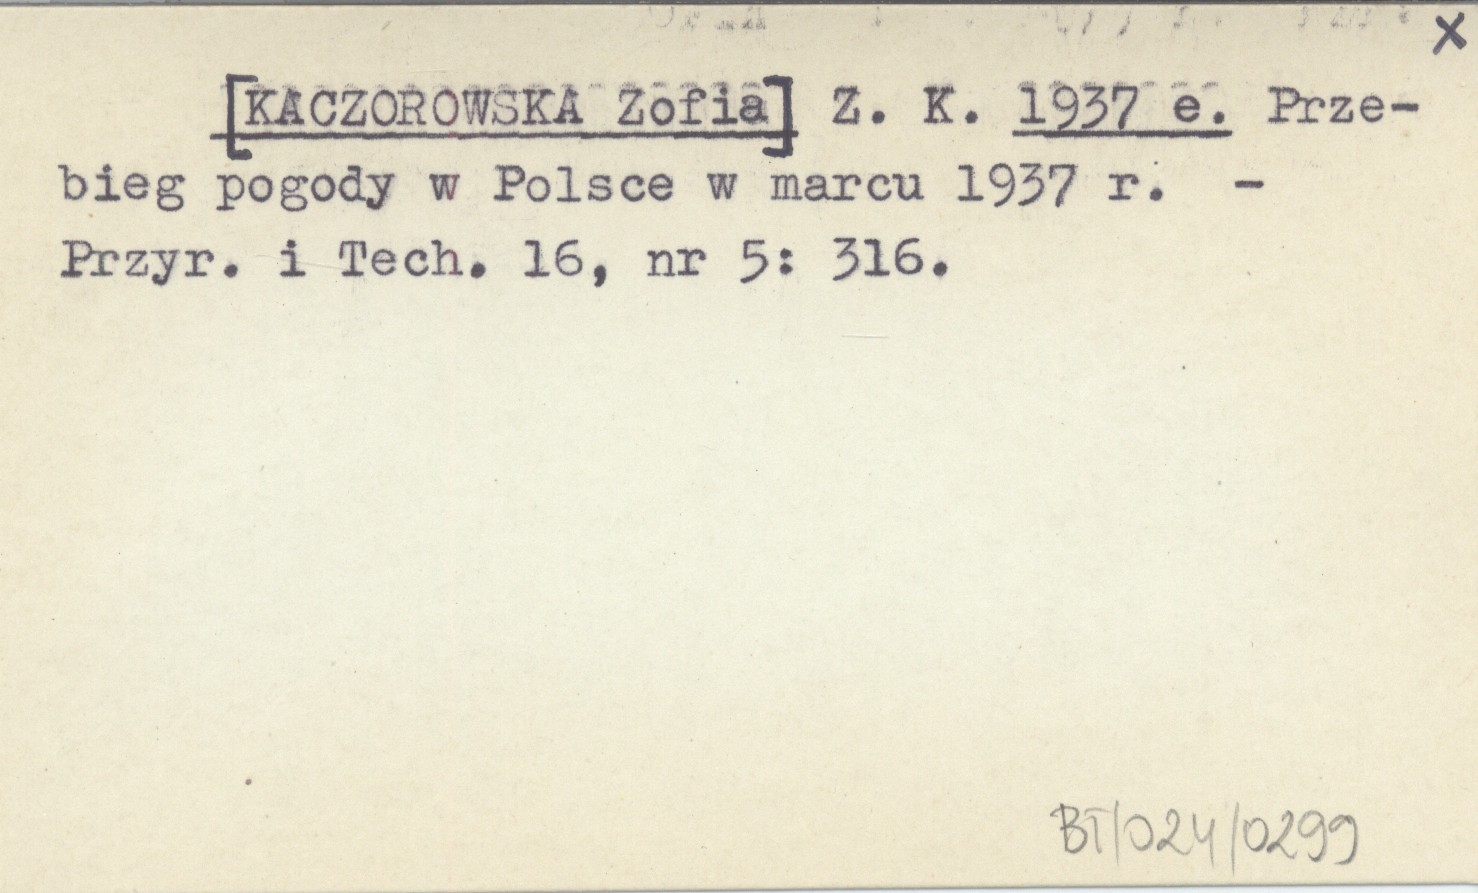 x
[KACZOROWSKA Zofia] Z. K. 1937 e. Prze-
bieg pogody w Polsce w marcu 1937 r. -
Przyr. i Tech. 16, nr 5: 316.
BT/024/0299